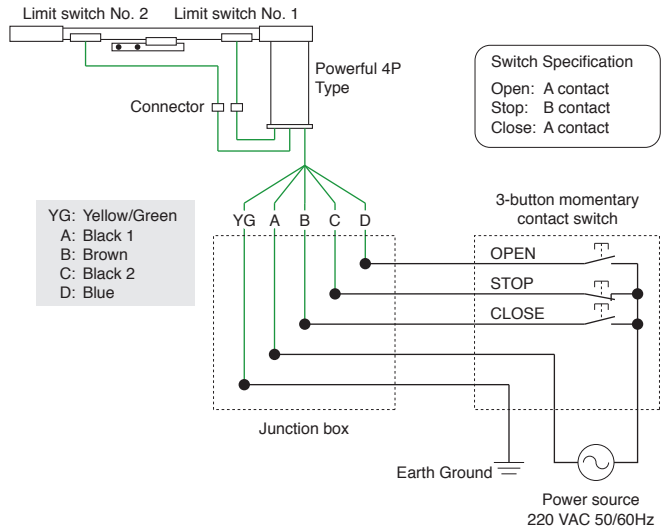 Limit switch No. 2
Limit switch No. 1
Powerful 4P
Type
Connector
Switch Specification
Open: A contact
Stop: B contact
Close: A contact
YG: Yellow/Green
A: Black 1
B: Brown
C: Black 2
D: Blue
YG A B C D
3-button momentary
contact switch
OPEN
STOP
CLOSE
Junction box
Earth Ground
Power source
220 VAC 50/60Hz